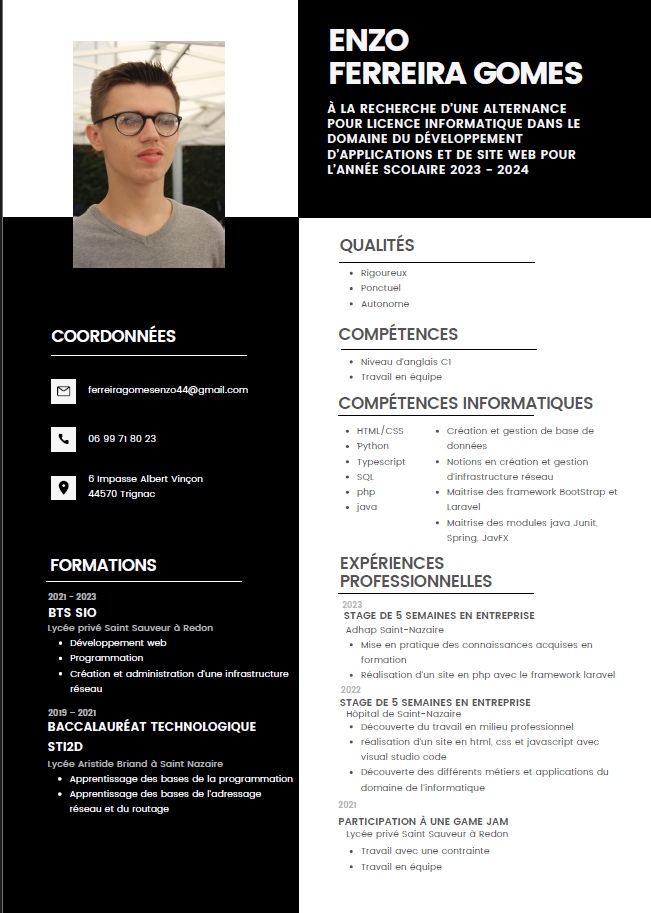 ENZO
FERREIRA GOMES
À LA RECHERCHE D'UNE ALTERNANCE
POUR LICENCE INFORMATIQUE DANS LE
DOMAINE DU DÉVELOPPEMENT
D'APPLICATIONS ET DE SITE WEB POUR
L'ANNÉE SCOLAIRE 2023 - 2024
COORDONNÉES
ferreiragomesenzo44@gmail.com
06 99 71 80 23
6 Impasse Albert Vinçon
44570 Trignac
FORMATIONS
2021 - 2023
BTS SIO
Lycée privé Saint Sauveur à Redon
• Développement web
• Programmation
• Création et administration d'une infrastructure
réseau
2019 - 2021
BACCALAURÉAT TECHNOLOGIQUE
STI2D
Lycée Aristide Briand à Saint Nazaire
• Apprentissage des bases de la programmation
• Apprentissage des bases de l'adressage
réseau et du routage
QUALITÉS
• Rigoureux
• Ponctuel
• Autonome
COMPÉTENCES
• Niveau d'anglais C1
• Travail en équipe
COMPÉTENCES INFORMATIQUES
• HTML/CSS
• Python
• Typescript
• SQL
• php
• java
• Création et gestion de base de
données
• Notions en création et gestion
d'infrastructure réseau
• Maitrise des framework BootStrap et
Laravel
• Maitrise des modules java Junit,
Spring, JavFX
EXPÉRIENCES
PROFESSIONNELLES
2023
STAGE DE 5 SEMAINES EN ENTREPRISE
Adhap Saint-Nazaire
• Mise en pratique des connaissances acquises en
formation
• Réalisation d'un site en php avec le framework laravel
2022
STAGE DE 5 SEMAINES EN ENTREPRISE
Hôpital de Saint-Nazaire
• Découverte du travail en milieu professionnel
• réalisation d'un site en html, css et javascript avec
visual studio code
• Découverte des différents métiers et applications du
domaine de l'informatique
2021
PARTICIPATION À UNE GAME JAM
Lycée privé Saint Sauveur à Redon
• Travail avec une contrainte
• Travail en équipe